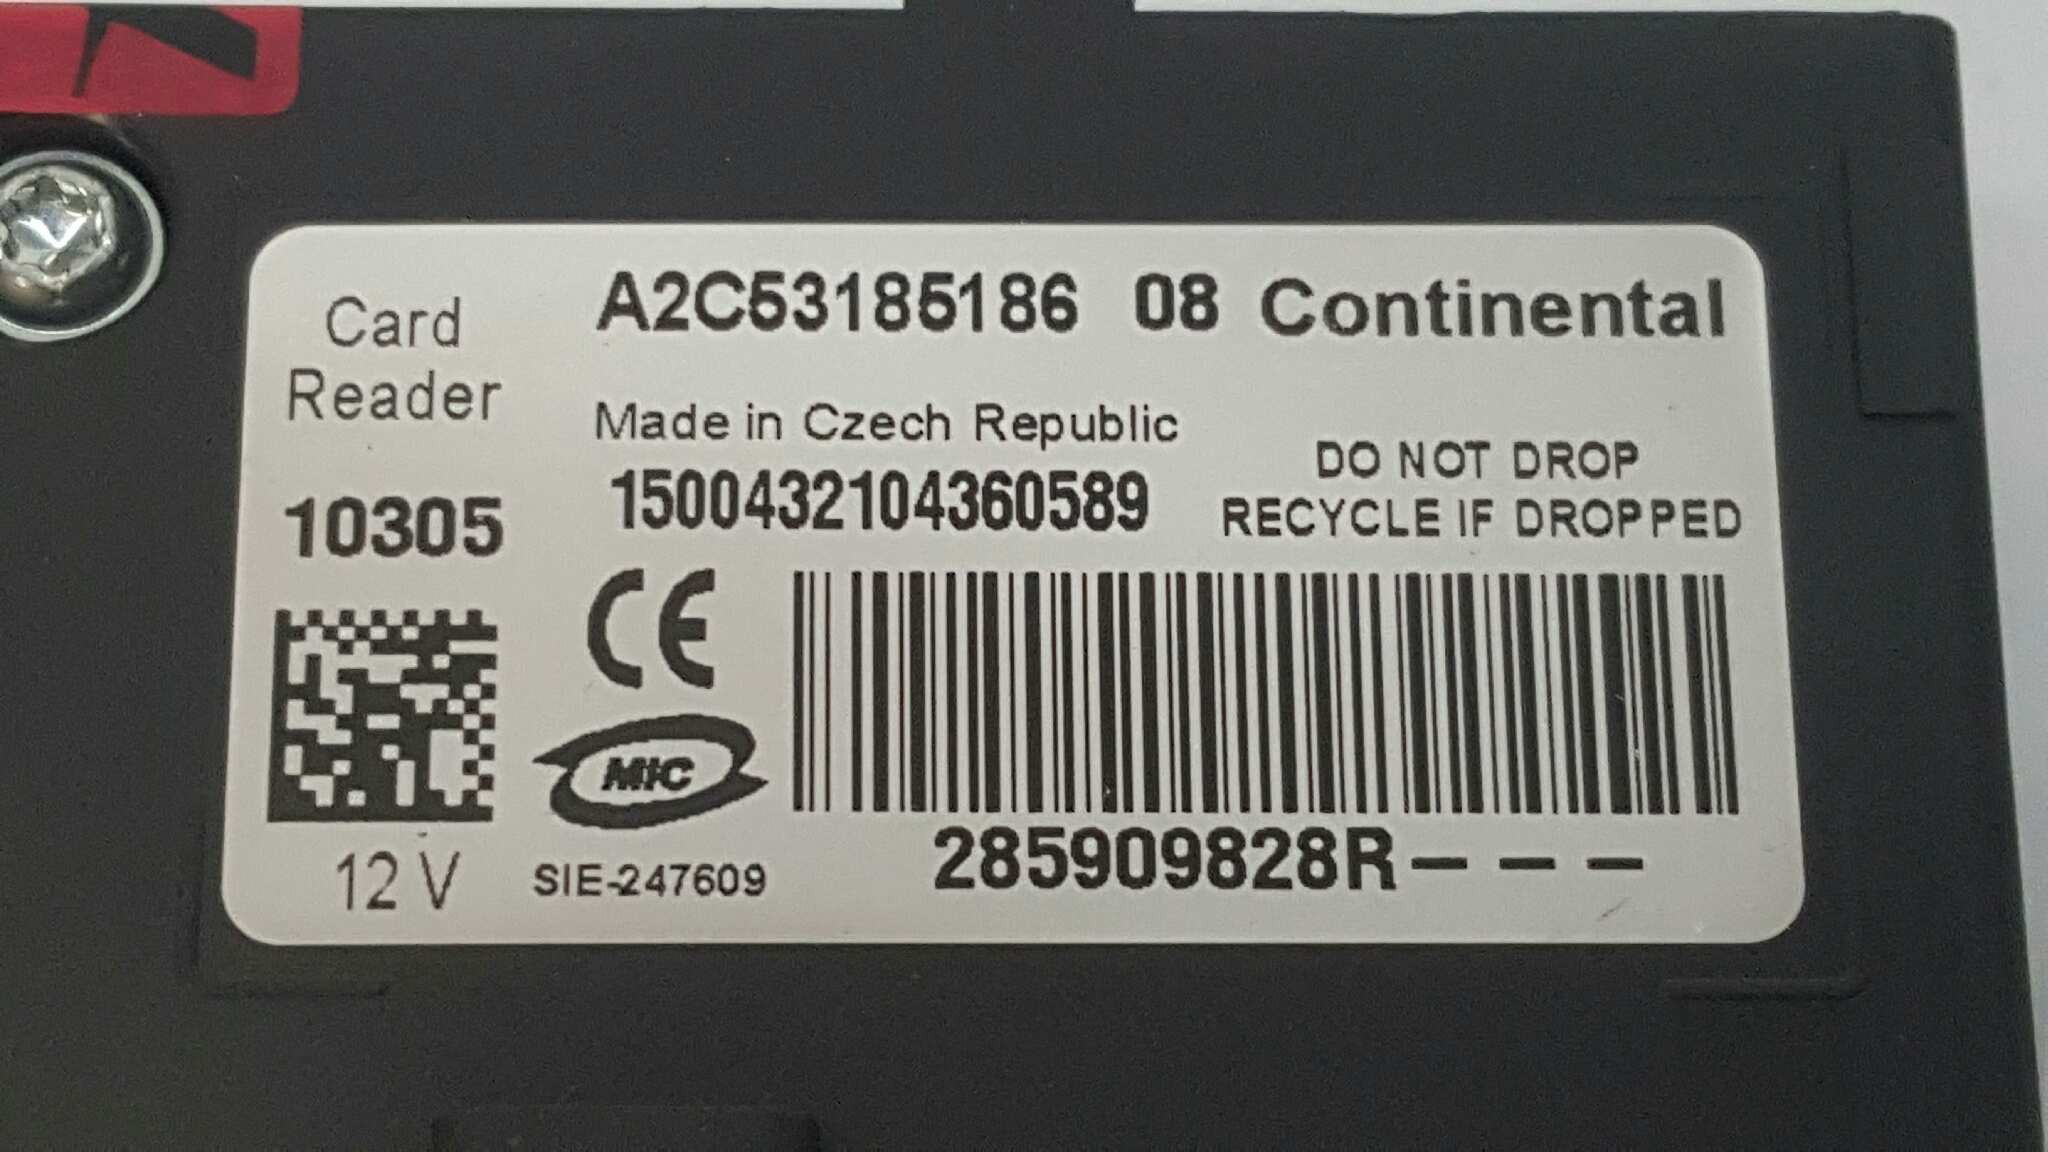 Card
Reader
10305
12 V
A2C53185186 08 Continental
Made in Czech Republic
1500432104360589
DO NOT DROP
RECYCLE IF DROPPED
CE
MIC
SIE-247609
285909828R---